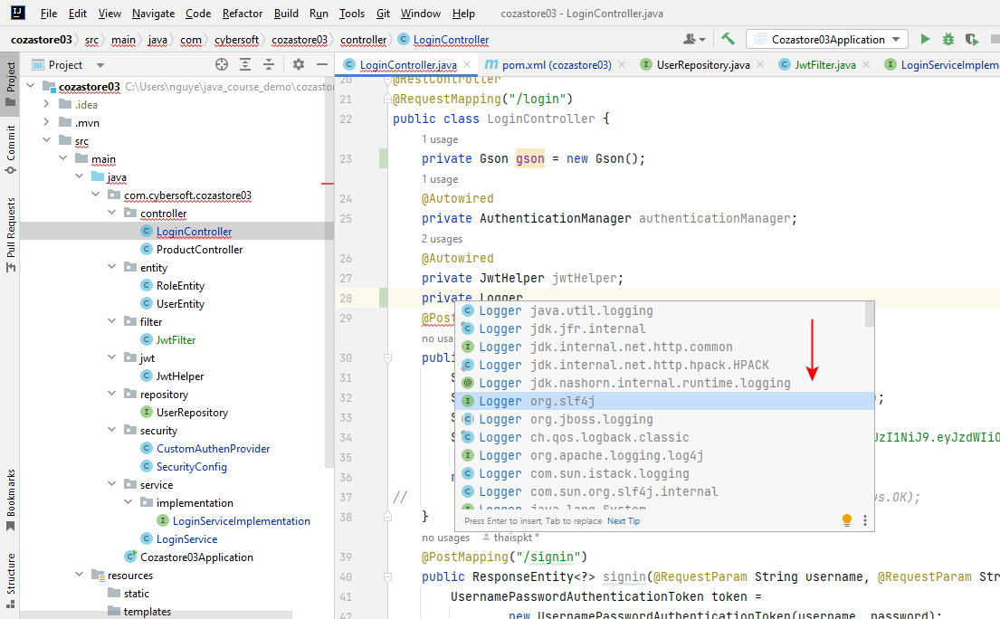 File Edit View Navigate Code Refactor Build Run Tools Git Window Help cozastore03 - LoginController.java
cozastore03 src main java com cybersoft cozastore03 controller LoginController Cozastore03Application
Project
LoginController.java pom.xml (cozastore03) UserRepository.java JwtFilter.java LoginServiceImplem
Project
Commit
Pull Requests
Bookmarks
Structure
cozastore03 C:\Users\nguye\java_course_demo\cozastor
.idea
.mvn
src
main
java
com.cybersoft.cozastore03
controller
LoginController
ProductController
entity
RoleEntity
UserEntity
filter
JwtFilter
jwt
JwtHelper
repository
UserRepository
security
CustomAuthenProvider
SecurityConfig
service
implementation
LoginServiceImplementation
LoginService
Cozastore03Application
resources
static
templates
20 @RestController
21 @RequestMapping("/login")
22 public class LoginController {
1 usage
23 private Gson gson = new Gson();
1 usage
24 @Autowired
25 private AuthenticationManager authenticationManager;
2 usages
26 @Autowired
27 private JwtHelper jwtHelper;
28 private Logger
29 @Post
no usa
30 publi
31 S
32 S ;
33 S
34 S UzI1NiJ9.eyJzdWIiO
35
36 r
37 // us.OK);
38 }
Logger java.util.logging
Logger jdk.jfr.internal
Logger jdk.internal.net.http.common
Logger jdk.internal.net.http.hpack.HPACK
Logger jdk.nashorn.internal.runtime.logging
Logger org.slf4j
Logger org.jboss.logging
Logger ch.qos.logback.classic
Logger org.apache.logging.log4j
Logger com.sun.istack.logging
Logger com.sun.org.slf4j.internal
Logger java.lang.System
Press Enter to insert, Tab to replace Next Tip
no usages thaispkt *
39 @PostMapping("/signin")
40 public ResponseEntity<?> signin(@RequestParam String username, @RequestParam Str
41 UsernamePasswordAuthenticationToken token =
42 new UsernamePasswordAuthenticationToken(username, password);